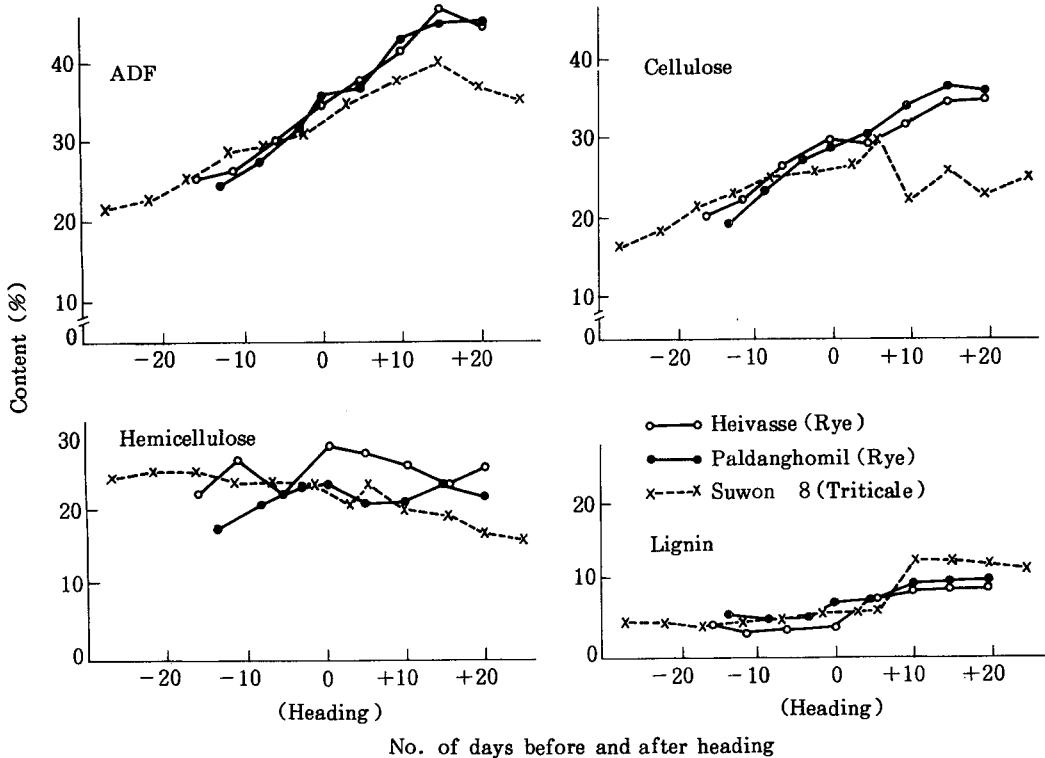 ADF
40
30
20
10
0
-20 -10 0 +10 +20
Cellulose
40
30
20
10
0
-20 -10 0 +10 +20
Content (%)
Hemicellulose
30
20
10
0
-20 -10 0 +10 +20
(Heading)
Heivasse (Rye)
Paldanghomil (Rye)
Suwon 8 (Triticale)
Lignin
20
10
0
-20 -10 0 +10 +20
(Heading)
No. of days before and after heading